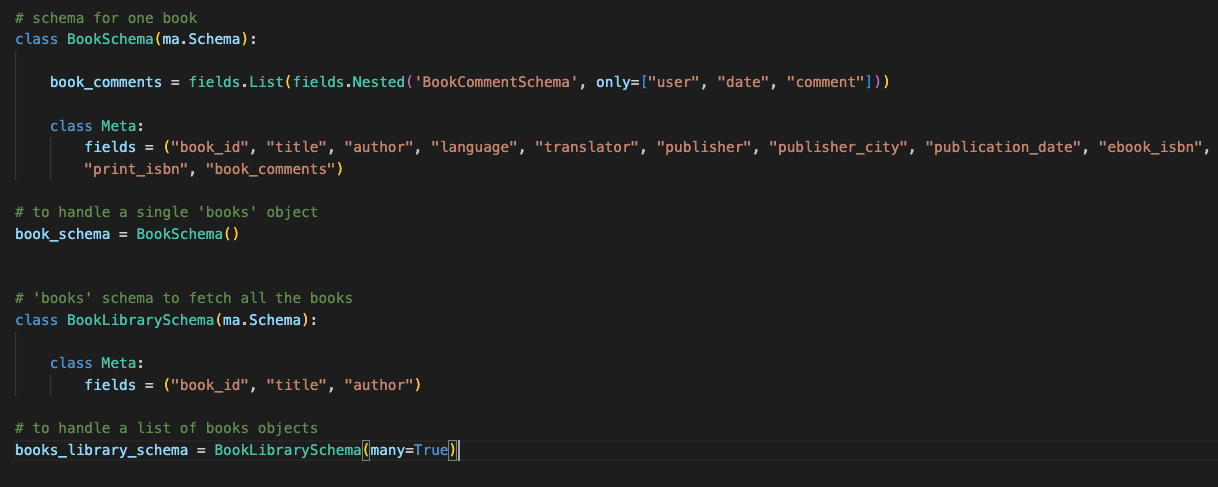 # schema for one book
class BookSchema(ma.Schema):
book_comments = fields.List(fields.Nested('BookCommentSchema', only=["user", "date", "comment"]))
class Meta:
fields = ("book_id", "title", "author", "language", "translator", "publisher", "publisher_city", "publication_date", "ebook_isbn",
"print_isbn", "book_comments")
# to handle a single 'books' object
book_schema = BookSchema()
# 'books' schema to fetch all the books
class BookLibrarySchema(ma.Schema):
class Meta:
fields = ("book_id", "title", "author")
# to handle a list of books objects
books_library_schema = BookLibrarySchema(many=True)